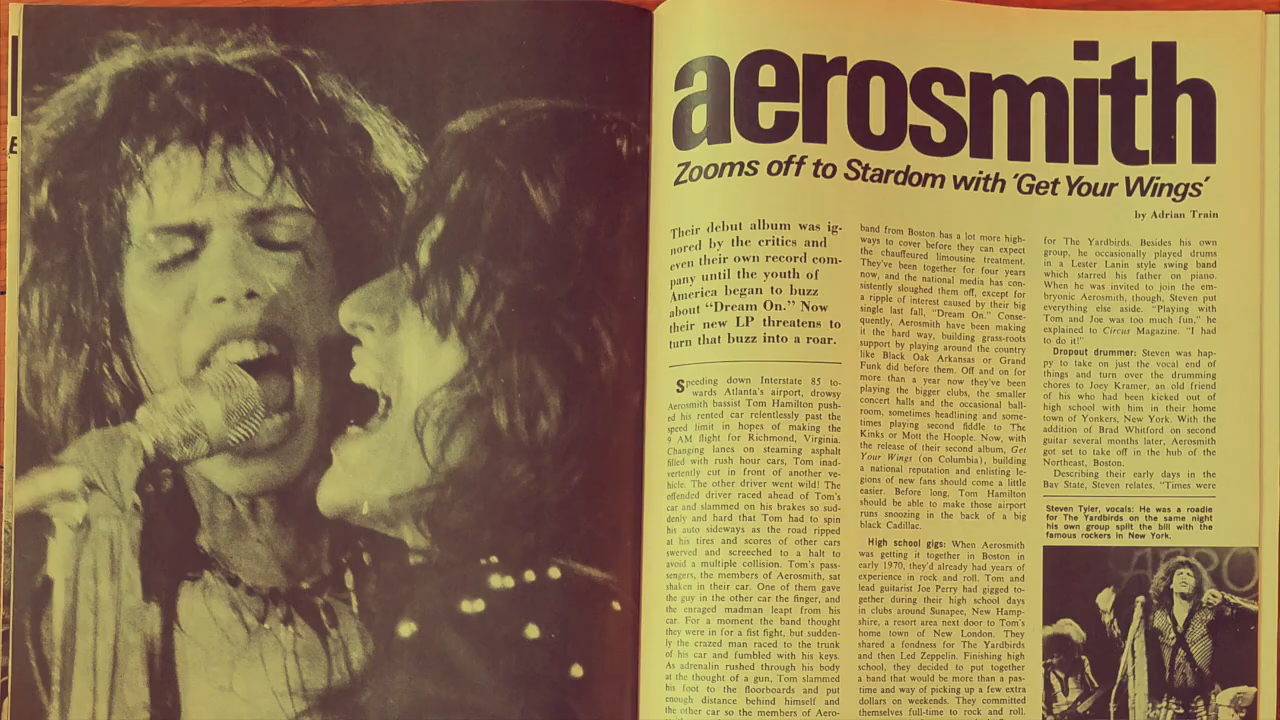 E
aerosmith
Zooms off to Stardom with 'Get Your Wings'
by Adrian Train
Their debut album was ig-
nored by the critics and
even their own record com-
pany until the youth of
America began to buzz
about “Dream On.” Now
their new LP threatens to
turn that buzz into a roar.
Speeding down Interstate 85 to-
wards Atlanta's airport, drowsy
Aerosmith bassist Tom Hamilton push-
ed his rented car relentlessly past the
speed limit in hopes of making the
9 AM flight for Richmond, Virginia.
Changing lanes on steaming asphalt
filled with rush hour cars, Tom inad-
vertently cut in front of another ve-
hicle. The other driver went wild! The
offended driver raced ahead of Tom's
car and slammed on his brakes so sud-
denly and hard that Tom had to spin
his auto sideways as the road ripped
at his tires and scores of other cars
swerved and screeched to a halt to
avoid a multiple collision. Tom's pass-
sengers, the members of Aerosmith, sat
shaken in their car. One of them gave
the guy in the other car the finger, and
the enraged madman leapt from his
car. For a moment the band thought
they were in for a fist fight, but sudden-
ly the crazed man raced to the trunk
of his car and fumbled with his keys.
As adrenalin rushed through his body
at the thought of a gun, Tom slammed
his foot to the floorboards and put
enough distance behind himself and
the other car so the members of Aero-
band from Boston has a lot more high-
ways to cover before they can expect
the chauffeured limousine treatment.
They've been together for four years
now, and the national media has con-
sistently sloughed them off, except for
a ripple of interest caused by their big
single last fall, “Dream On.” Conse-
quently, Aerosmith have been making
it the hard way, building grass-roots
support by playing around the country
like Black Oak Arkansas or Grand
Funk did before them. Off and on for
more than a year now they've been
playing the bigger clubs, the smaller
concert halls and the occasional ball-
room, sometimes headlining and some-
times playing second fiddle to The
Kinks or Mott the Hoople. Now, with
the release of their second album, Get
Your Wings (on Columbia), building
a national reputation and enlisting le-
gions of new fans should come a little
easier. Before long, Tom Hamilton
should be able to make those airport
runs snoozing in the back of a big
black Cadillac.
High school gigs: When Aerosmith
was getting it together in Boston in
early 1970, they'd already had years of
experience in rock and roll. Tom and
lead guitarist Joe Perry had gigged to-
gether during their high school days
in clubs around Sunapee, New Hamp-
shire, a resort area next door to Tom's
home town of New London. They
shared a fondness for The Yardbirds
and then Led Zeppelin. Finishing high
school, they decided to put together
a band that would be more than a pas-
time and way of picking up a few extra
dollars on weekends. They committed
themselves full-time to rock and roll.
for The Yardbirds. Besides his own
group, he occasionally played drums
in a Lester Lanin style swing band
which starred his father on piano.
When he was invited to join the em-
bryonic Aerosmith, though, Steven put
everything else aside. “Playing with
Tom and Joe was too much fun,” he
explained to Circus Magazine. “I had
to do it!”
Dropout drummer: Steven was hap-
py to take on just the vocal end of
things and turn over the drumming
chores to Joey Kramer, an old friend
of his who had been kicked out of
high school with him in their home
town of Yonkers, New York. With the
addition of Brad Whitford on second
guitar several months later, Aerosmith
got set to take off in the hub of the
Northeast, Boston.
Describing their early days in the
Bay State, Steven relates, “Times were
Steven Tyler, vocals: He was a roadie
for The Yardbirds on the same night
his own group split the bill with the
famous rockers in New York.
AERO